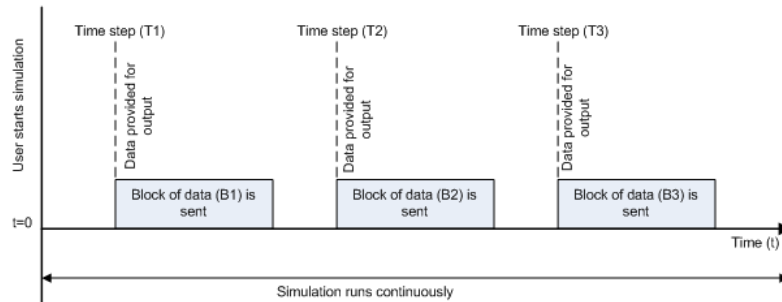 User starts simulation
Time step (T1)
Time step (T2)
Time step (T3)
Data provided for
output
Data provided for
output
Data provided for
output
Block of data (B1) is
sent
Block of data (B2) is
sent
Block of data (B3) is
sent
t=0
Time (t)
Simulation runs continuously